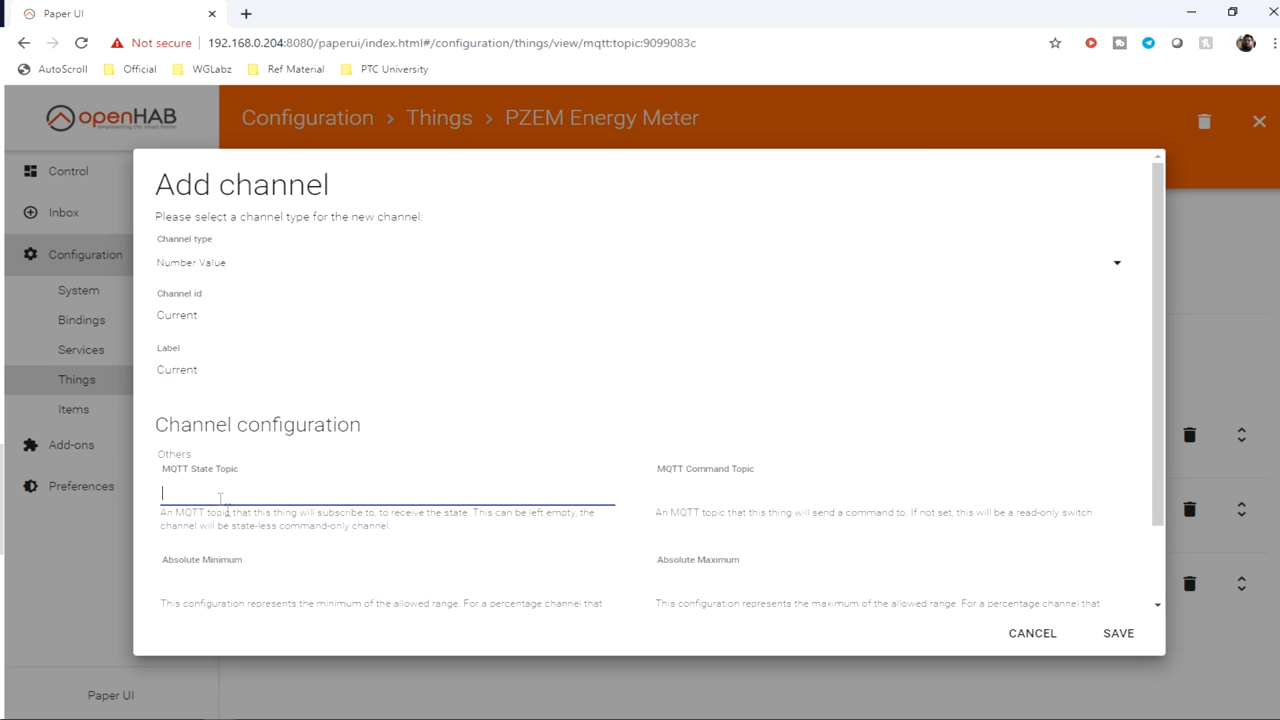 Paper UI
Not secure
192.168.0.204:8080/paperui/index.html#/configuration/things/view/mqtt:topic:9099083c
AutoScroll
Official
WGLabz
Ref Material
PTC University
openHAB
empowering the smart home
Configuration > Things > PZEM Energy Meter
Control
Inbox
Configuration
System
Bindings
Services
Things
Items
Add-ons
Preferences
Paper UI
Add channel
Please select a channel type for the new channel:
Channel type
Number Value
Channel id
Current
Label
Current
Channel configuration
Others
MQTT State Topic
An MQTT topic that this thing will subscribe to, to receive the state. This can be left empty, the
channel will be state-less command-only channel.
MQTT Command Topic
An MQTT topic that this thing will send a command to. If not set, this will be a read-only switch.
Absolute Minimum
This configuration represents the minimum of the allowed range. For a percentage channel that
Absolute Maximum
This configuration represents the maximum of the allowed range. For a percentage channel that
CANCEL
SAVE